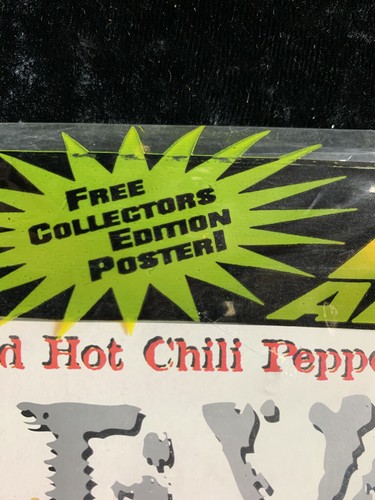 FREE
COLLECTORS
EDITION
POSTER!
d Hot Chili Peppe